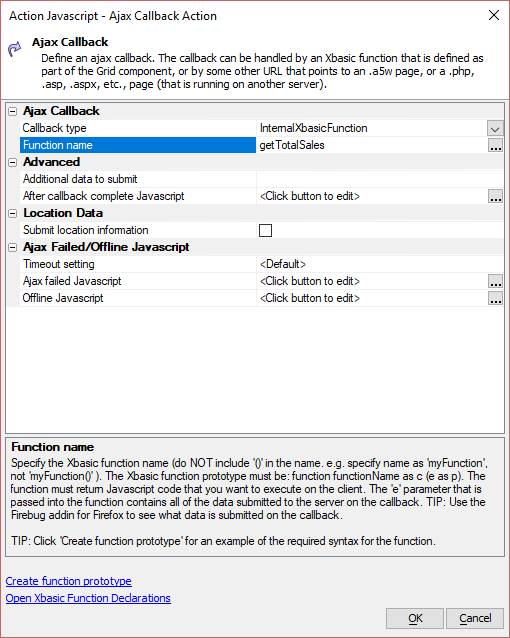 Action Javascript - Ajax Callback Action
Ajax Callback
Define an ajax callback. The callback can be handled by an Xbasic function that is defined as
part of the Grid component, or by some other URL that points to an .a5w page, or a .php,
.asp, .aspx, etc., page (that is running on another server).
Ajax Callback
Callback type InternalXbasicFunction
Function name getTotalSales ...
Advanced
Additional data to submit
After callback complete Javascript <Click button to edit> ...
Location Data
Submit location information
Ajax Failed/Offline Javascript
Timeout setting <Default>
Ajax failed Javascript <Click button to edit> ...
Offline Javascript <Click button to edit> ...
Function name
Specify the Xbasic function name (do NOT include '()' in the name. e.g. specify name as 'myFunction',
not 'myFunction()' ). The Xbasic function prototype must be: function functionName as c (e as p). The
function must return Javascript code that you want to execute on the client. The 'e' parameter that is
passed into the function contains all of the data submitted to the server on the callback. TIP: Use the
Firebug addin for Firefox to see what data is submitted on the callback.
TIP: Click 'Create function prototype' for an example of the required syntax for the function.
Create function prototype
Open Xbasic Function Declarations
OK Cancel